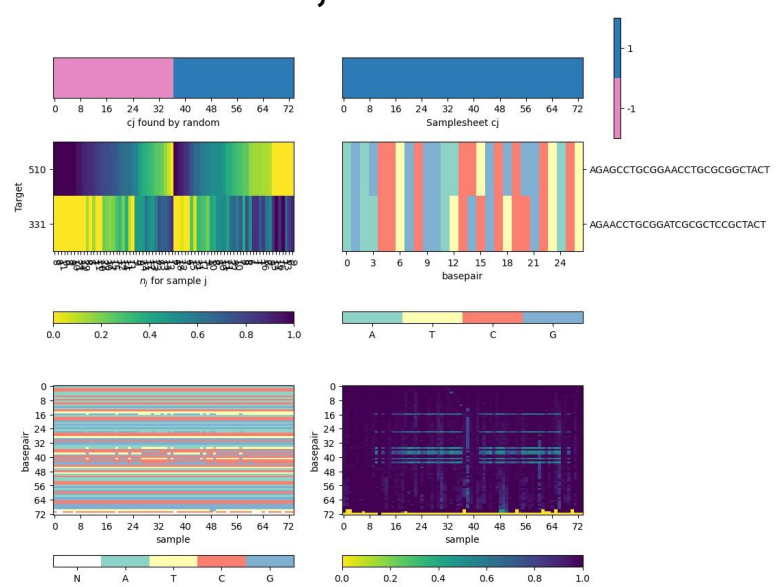 0 8 16 24 32 40 48 56 64 72
cj found by random
0 8 16 24 32 40 48 56 64 72
Samplesheet cj
1
-1
Target
510
331
nj for sample j
AGAGCCTGCGGAACCTGCGCGGCTACT
AGAACCTGCGGATCGCGCTCCGCTACT
0 3 6 9 12 15 18 21 24
basepair
0.0 0.2 0.4 0.6 0.8 1.0
A T C G
basepair
0
8
16
24
32
40
48
56
64
72
0 8 16 24 32 40 48 56 64 72
sample
basepair
0
8
16
24
32
40
48
56
64
72
0 8 16 24 32 40 48 56 64 72
sample
N A T C G
0.0 0.2 0.4 0.6 0.8 1.0